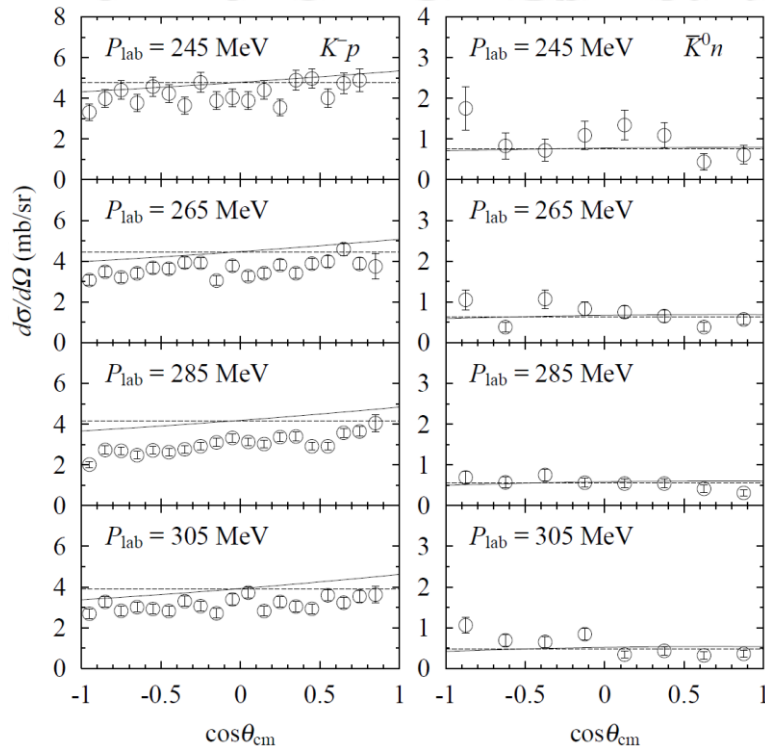 8
P_lab = 245 MeV
K⁻p
6
4
2
0
P_lab = 265 MeV
6
4
2
0
P_lab = 285 MeV
6
4
2
0
P_lab = 305 MeV
6
4
2
0
-1 -0.5 0 0.5 1
cosθ_cm
dσ/dΩ (mb/sr)
4
P_lab = 245 MeV
K̄⁰n
3
2
1
0
P_lab = 265 MeV
3
2
1
0
P_lab = 285 MeV
3
2
1
0
P_lab = 305 MeV
3
2
1
0
-1 -0.5 0 0.5 1
cosθ_cm